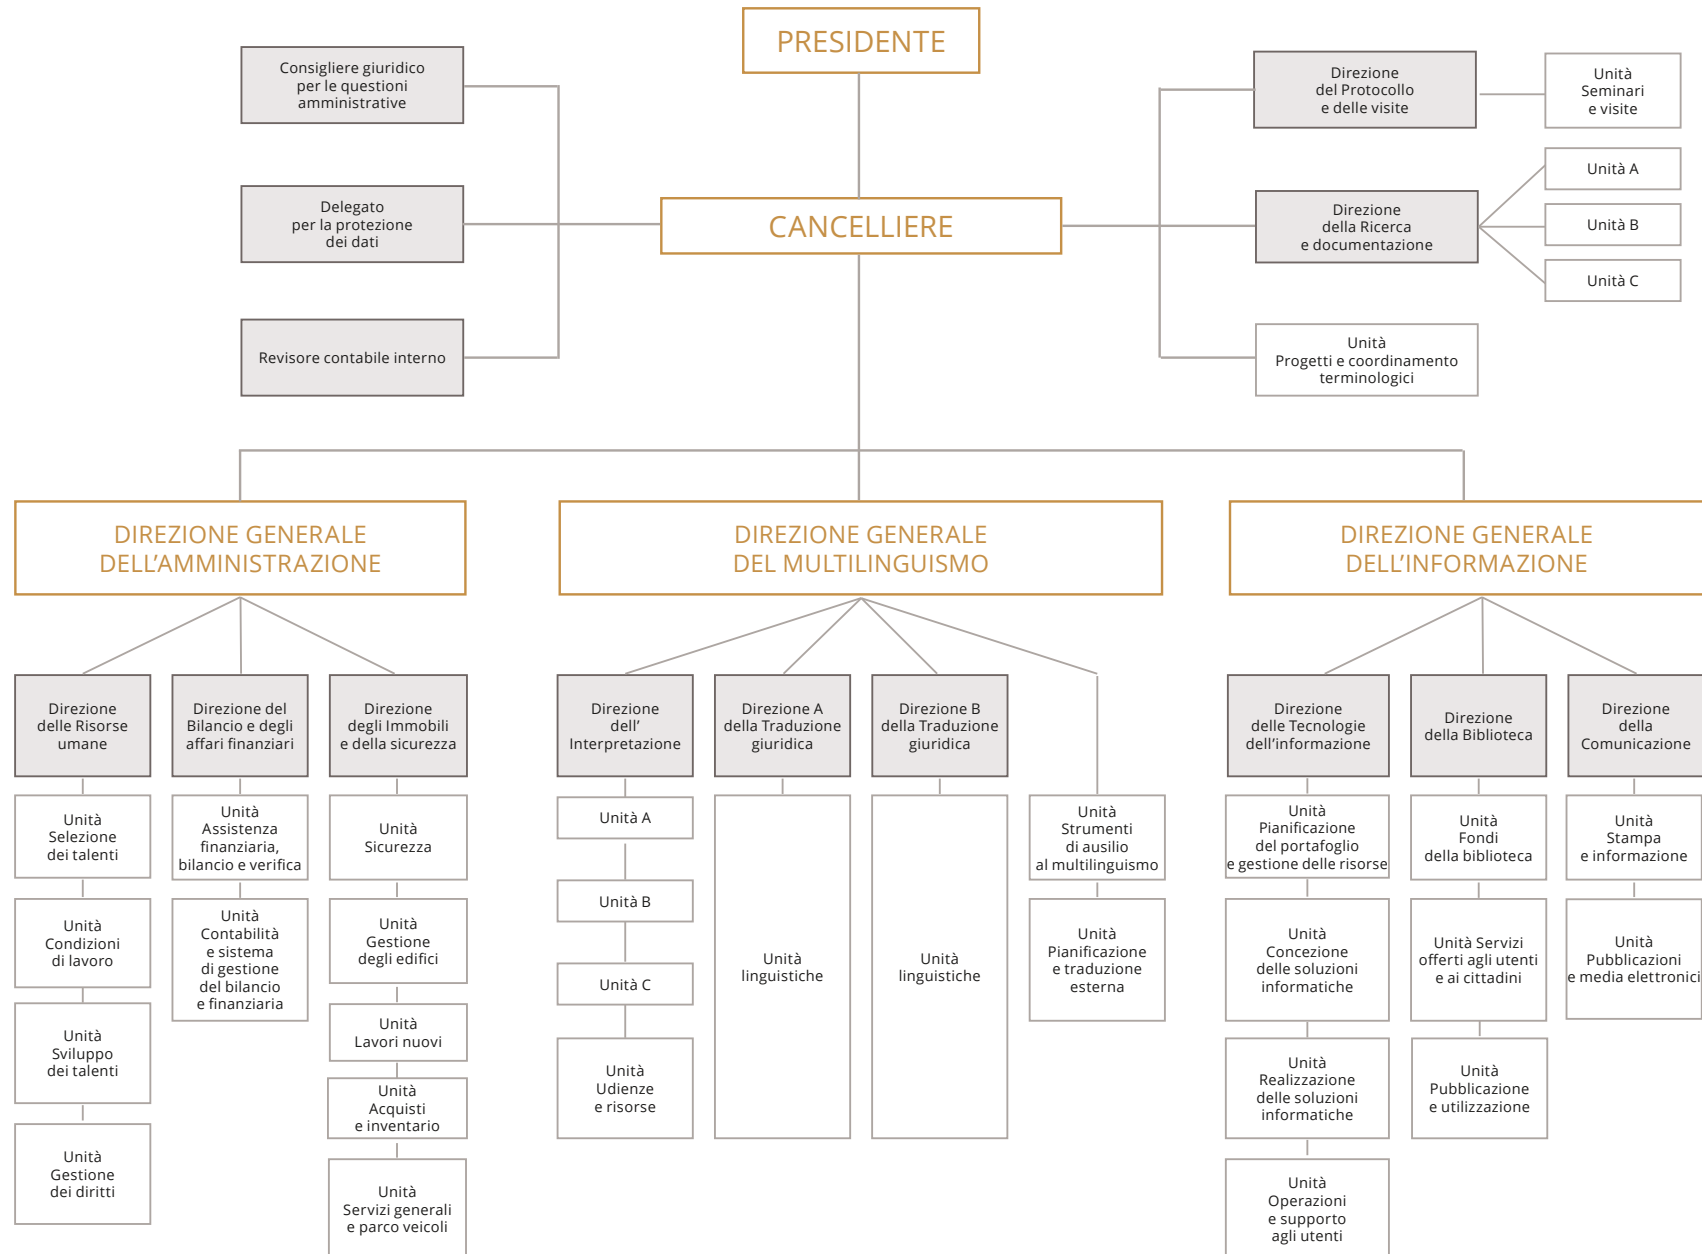 PRESIDENTE
Consigliere giuridico
per le questioni
amministrative
Direzione
del Protocollo
e delle visite
Unità
Seminari
e visite
Delegato
per la protezione
dei dati
CANCELLIERE
Direzione
della Ricerca
e documentazione
Unità A
Unità B
Unità C
Revisore contabile interno
Unità
Progetti e coordinamento
terminologici
DIREZIONE GENERALE
DELL’AMMINISTRAZIONE
DIREZIONE GENERALE
DEL MULTILINGUISMO
DIREZIONE GENERALE
DELL’INFORMAZIONE
Direzione
delle Risorse
umane
Unità
Selezione
dei talenti
Unità
Condizioni
di lavoro
Unità
Sviluppo
dei talenti
Unità
Gestione
dei diritti
Direzione del
Bilancio e degli
affari finanziari
Unità
Assistenza
finanziaria,
bilancio e verifica
Unità
Contabilità
e sistema
di gestione
del bilancio
e finanziaria
Direzione
degli Immobili
e della sicurezza
Unità
Sicurezza
Unità
Gestione
degli edifici
Unità
Lavori nuovi
Unità
Acquisti
e inventario
Unità
Servizi generali
e parco veicoli
Direzione
dell’
Interpretazione
Unità A
Unità B
Unità C
Unità
Udienze
e risorse
Direzione A
della Traduzione
giuridica
Unità
linguistiche
Direzione B
della Traduzione
giuridica
Unità
linguistiche
Unità
Strumenti
di ausilio
al multilinguismo
Unità
Pianificazione
e traduzione
esterna
Direzione
delle Tecnologie
dell’informazione
Unità
Pianificazione
del portafoglio
e gestione delle risorse
Unità
Concezione
delle soluzioni
informatiche
Unità
Realizzazione
delle soluzioni
informatiche
Unità
Operazioni
e supporto
agli utenti
Direzione
della Biblioteca
Unità
Fondi
della biblioteca
Unità Servizi
offerti agli utenti
e ai cittadini
Unità
Pubblicazione
e utilizzazione
Direzione
della
Comunicazione
Unità
Stampa
e informazione
Unità
Pubblicazioni
e media elettronici